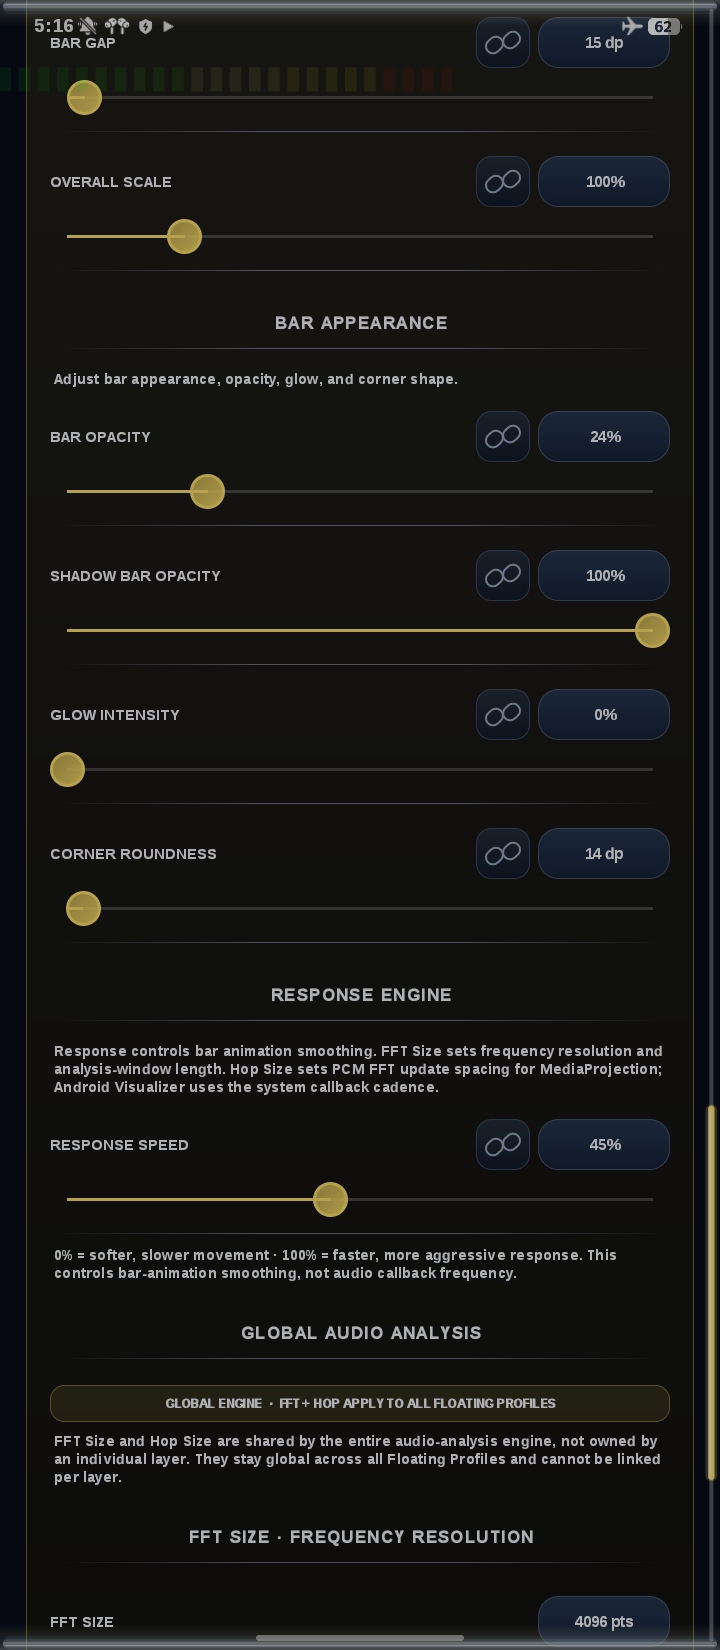 5:16
62
BAR GAP
15 dp
OVERALL SCALE
100%
BAR APPEARANCE
Adjust bar appearance, opacity, glow, and corner shape.
BAR OPACITY
24%
SHADOW BAR OPACITY
100%
GLOW INTENSITY
0%
CORNER ROUNDNESS
14 dp
RESPONSE ENGINE
Response controls bar animation smoothing. FFT Size sets frequency resolution and
analysis-window length. Hop Size sets PCM FFT update spacing for MediaProjection;
Android Visualizer uses the system callback cadence.
RESPONSE SPEED
45%
0% = softer, slower movement · 100% = faster, more aggressive response. This
controls bar-animation smoothing, not audio callback frequency.
GLOBAL AUDIO ANALYSIS
GLOBAL ENGINE · FFT + HOP APPLY TO ALL FLOATING PROFILES
FFT Size and Hop Size are shared by the entire audio-analysis engine, not owned by
an individual layer. They stay global across all Floating Profiles and cannot be linked
per layer.
FFT SIZE · FREQUENCY RESOLUTION
FFT SIZE
4096 pts